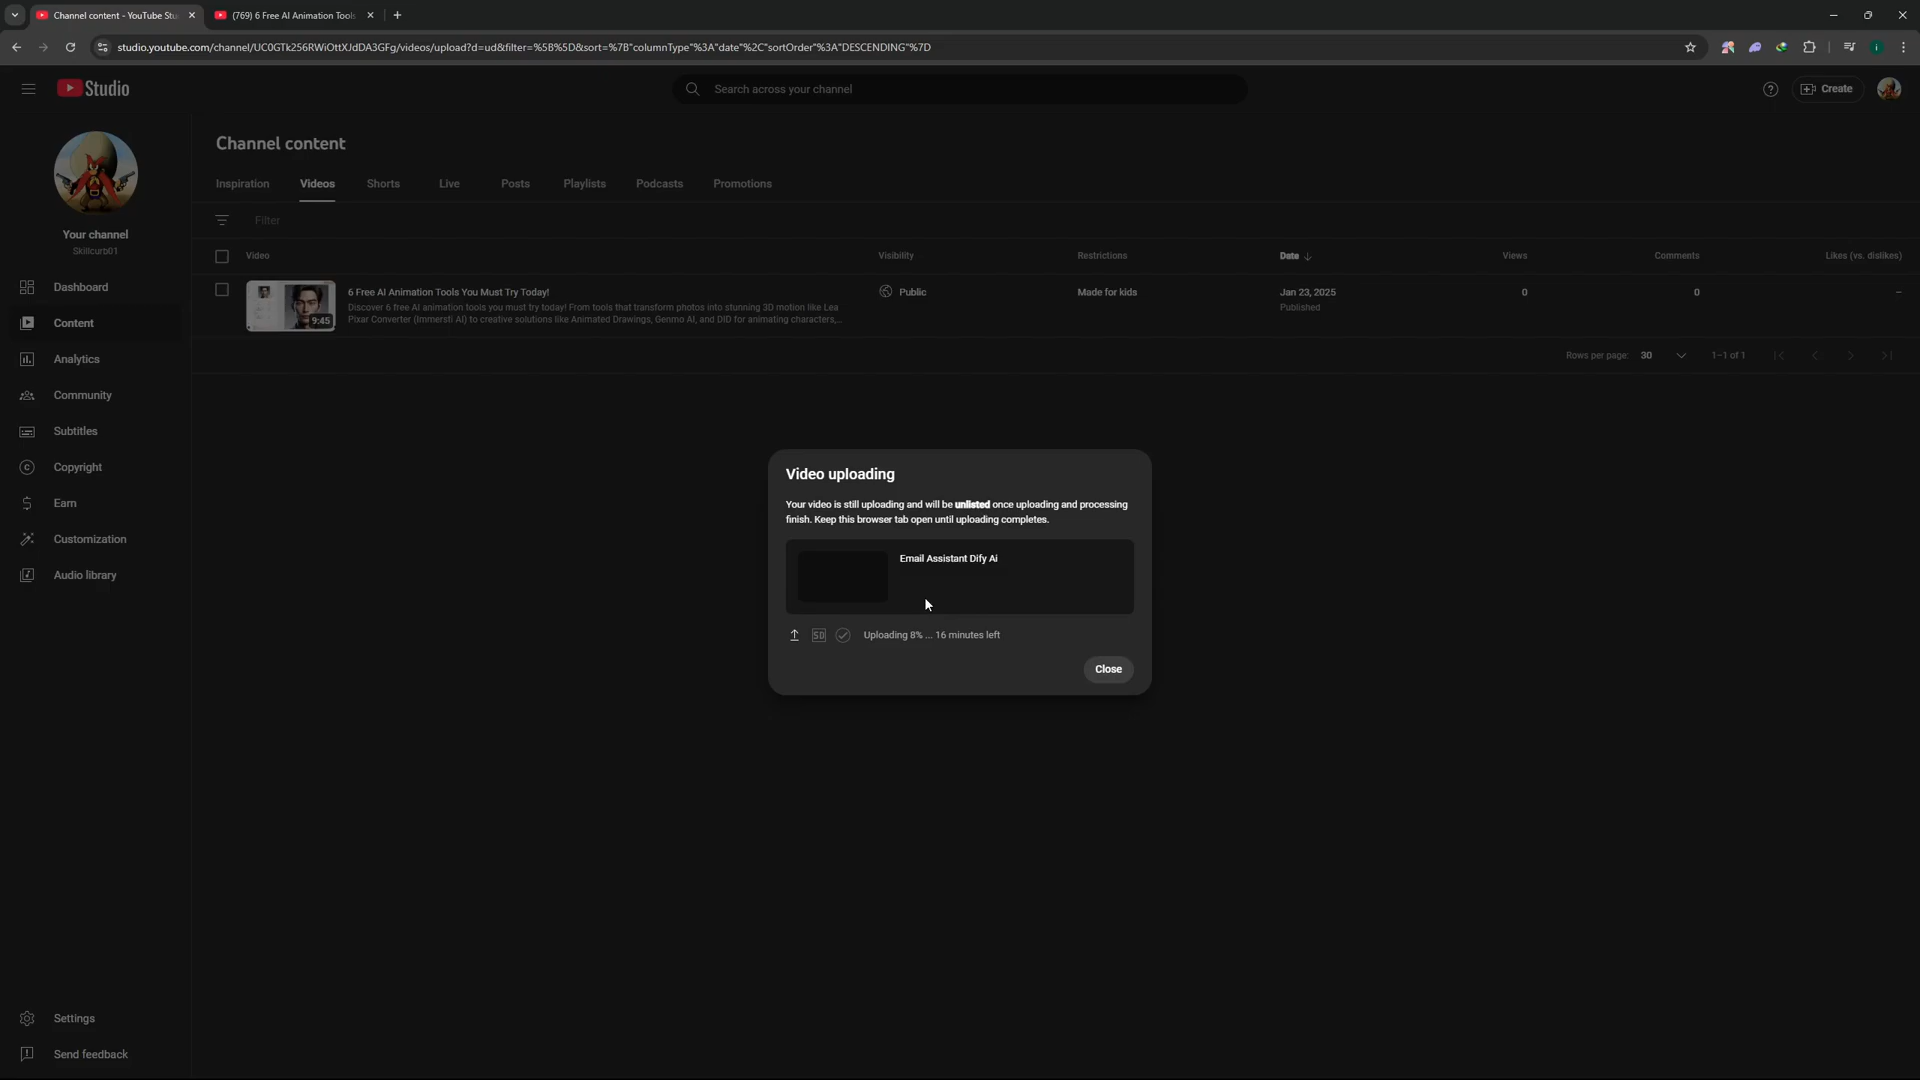 Channel content - YouTube Stu
(769) 6 Free AI Animation Tools
studio.youtube.com/channel/UC0GTk256RWiOttXJdDA3GFg/videos/upload?d=ud&filter=%5B%5D&sort=%7B"columnType"%3A"date"%2C"sortOrder"%3A"DESCENDING"%7D
i
Studio
Search across your channel
Create
Your channel
Skillcurb01
Dashboard
Content
Analytics
Community
Subtitles
Copyright
Earn
Customization
Audio library
Settings
Send feedback
Channel content
Inspiration Videos Shorts Live Posts Playlists Podcasts Promotions
Filter
Video Visibility Restrictions Date Views Comments Likes (vs. dislikes)
9:45
6 Free AI Animation Tools You Must Try Today! Public Made for kids Jan 23, 2025 0 0 –
Discover 6 free AI animation tools you must try today! From tools that transform photos into stunning 3D motion like Lea Published
Pixar Converter (Immersti AI) to creative solutions like Animated Drawings, Genmo AI, and DID for animating characters,...
Rows per page: 30 1–1 of 1
Video uploading
Your video is still uploading and will be unlisted once uploading and processing
finish. Keep this browser tab open until uploading completes.
Email Assistant Dify Ai
SD Uploading 8% ... 16 minutes left
Close